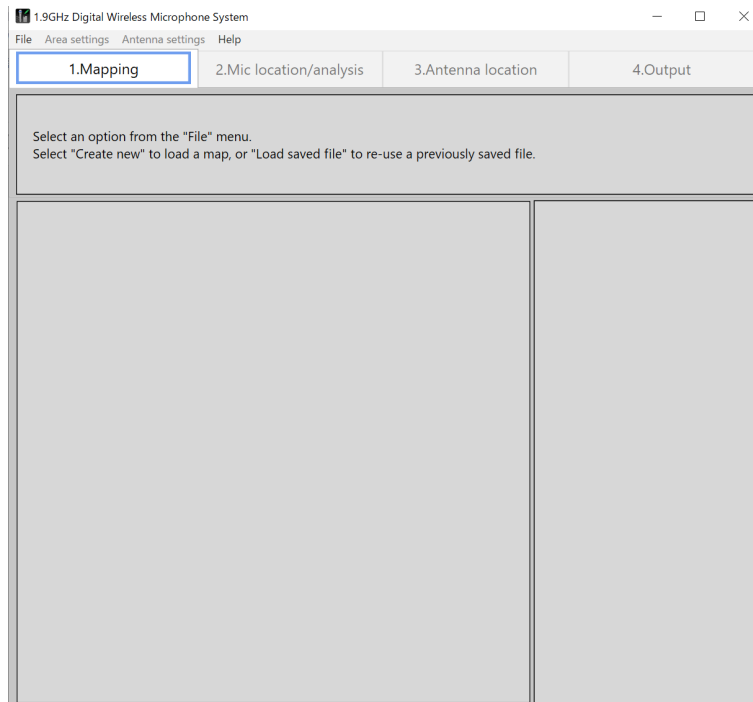 1.9GHz Digital Wireless Microphone System
File Area settings Antenna settings Help
1.Mapping 2.Mic location/analysis 3.Antenna location 4.Output
Select an option from the "File" menu.
Select "Create new" to load a map, or "Load saved file" to re-use a previously saved file.